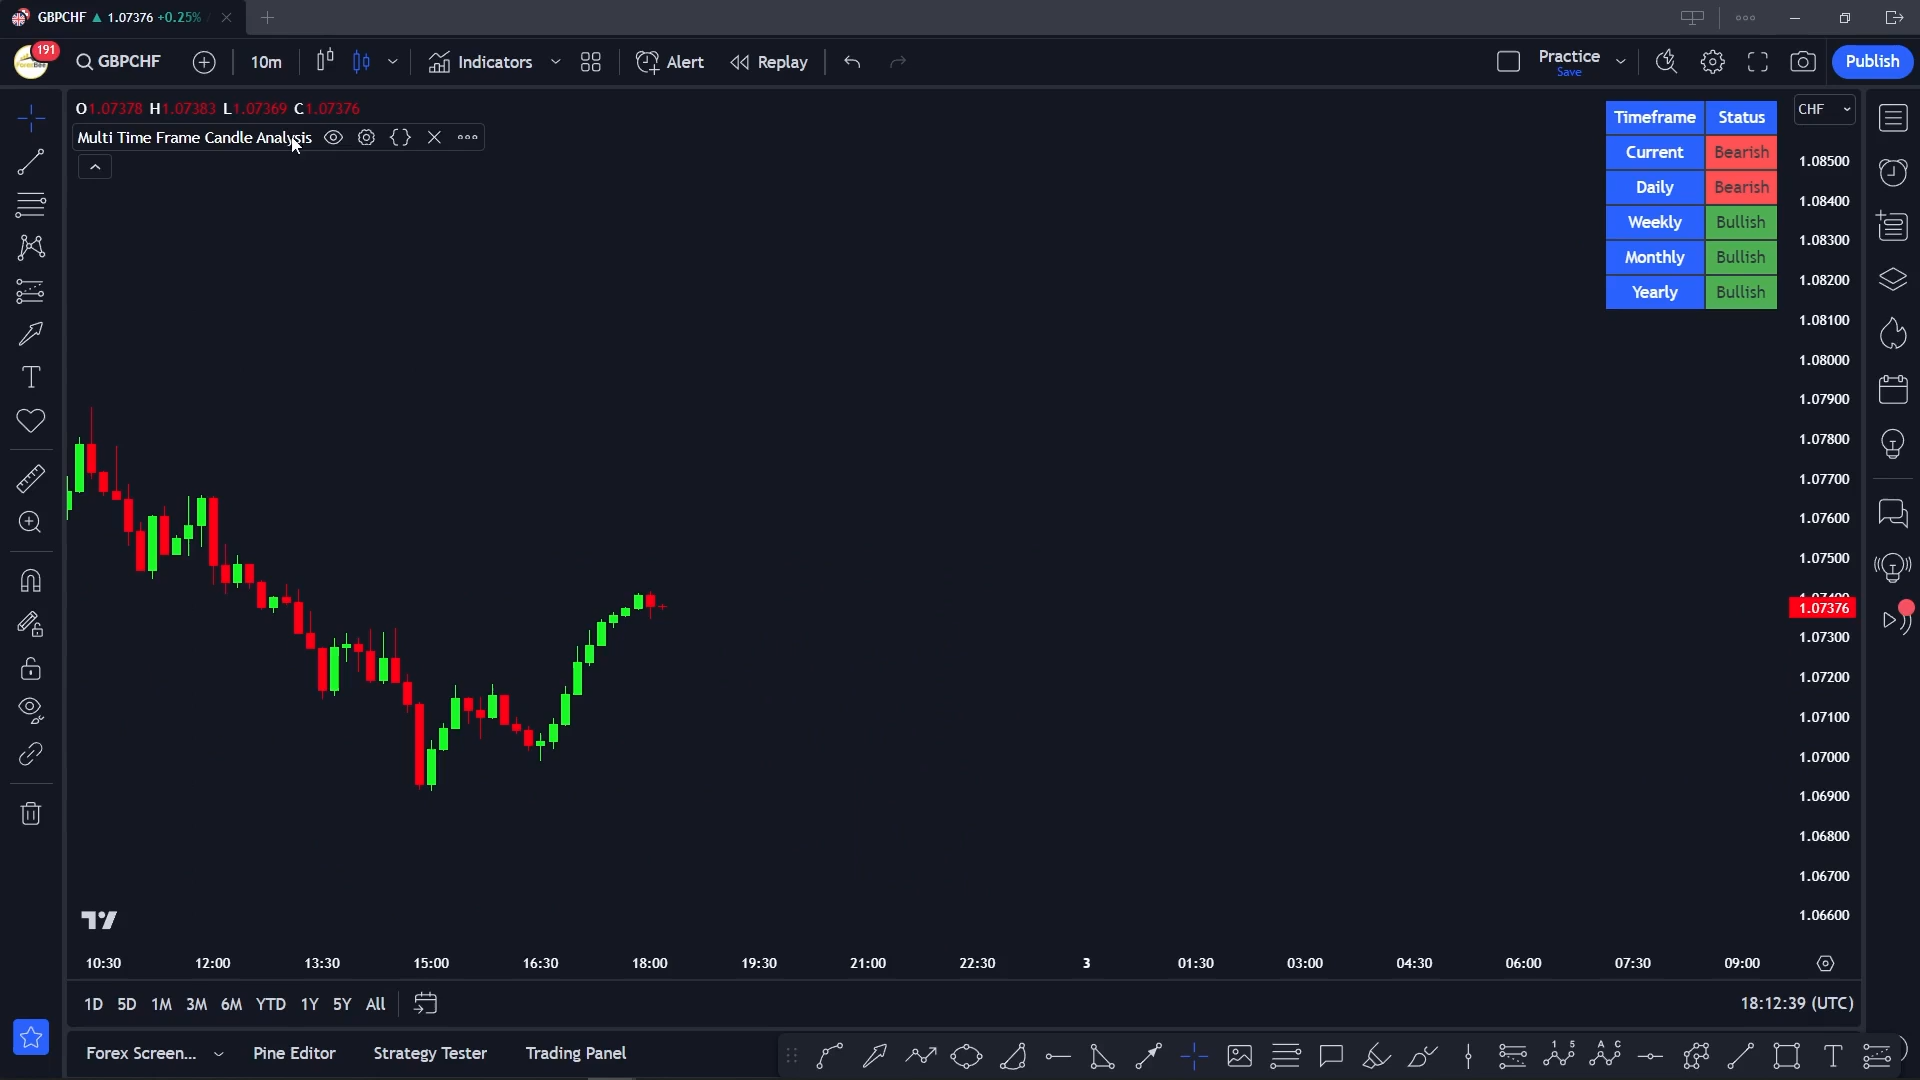 GBPCHF ▲ 1.07376 +0.25%
191
GBPCHF
10m
Indicators
Alert
Replay
Practice
Save
Publish
O1.07378 H1.07383 L1.07369 C1.07376
Multi Time Frame Candle Analysis
Timeframe Status
Current Bearish
Daily Bearish
Weekly Bullish
Monthly Bullish
Yearly Bullish
CHF
1.08500
1.08400
1.08300
1.08200
1.08100
1.08000
1.07900
1.07800
1.07700
1.07600
1.07500
1.07376
1.07300
1.07200
1.07100
1.07000
1.06900
1.06800
1.06700
1.06600
10:30 12:00 13:30 15:00 16:30 18:00 19:30 21:00 22:30 3 01:30 03:00 04:30 06:00 07:30 09:00
1D 5D 1M 3M 6M YTD 1Y 5Y All
18:12:39 (UTC)
Forex Screen... Pine Editor Strategy Tester Trading Panel